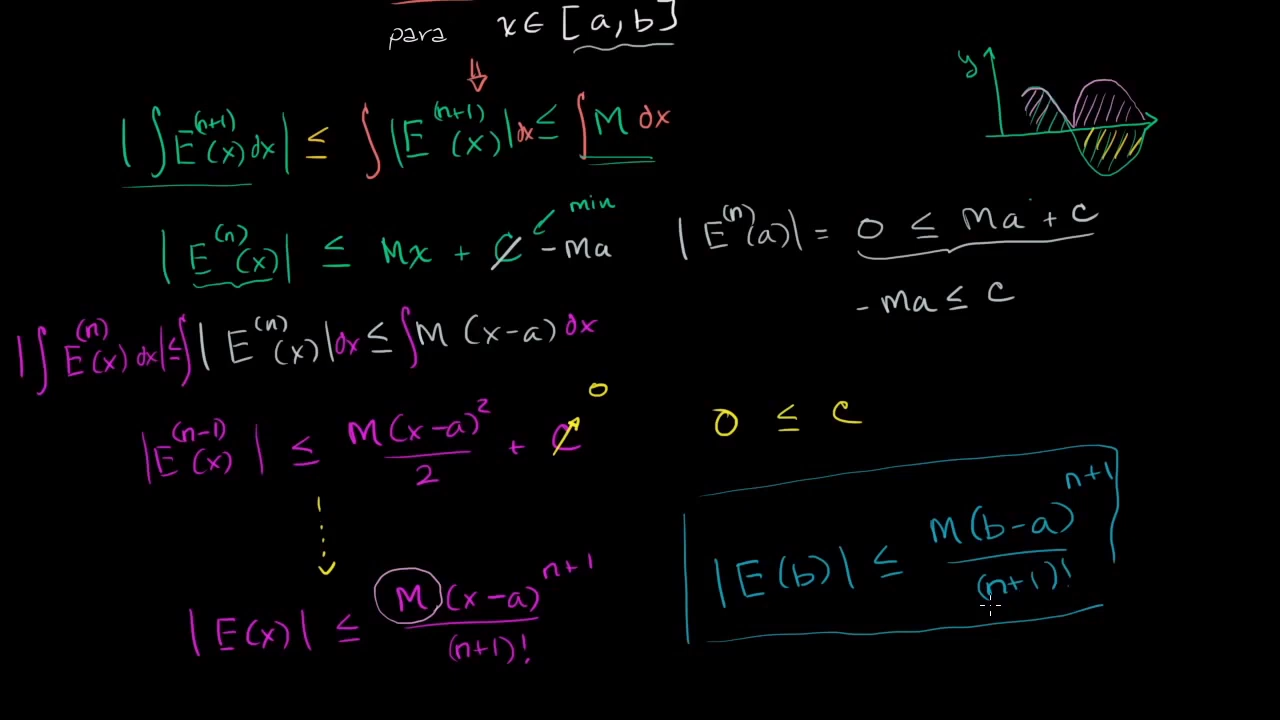 para x ∈ [a, b]
y
|∫ E⁽ⁿ⁺¹⁾(x) dx| ≤ ∫ |E⁽ⁿ⁺¹⁾(x)| dx ≤ ∫ M dx
min
|E⁽ⁿ⁾(x)| ≤ Mx + C - Ma
|E⁽ⁿ⁾(a)| = 0 ≤ Ma + C
- Ma ≤ C
|∫ E⁽ⁿ⁾(x) dx| ≤ ∫ |E⁽ⁿ⁾(x)| dx ≤ ∫ M (x-a) dx
0
|E⁽ⁿ⁻¹⁾(x)| ≤ M(x-a)²/2 + C
0 ≤ C
|E(b)| ≤ M(b-a)ⁿ⁺¹/(n+1)!
|E(x)| ≤ M(x-a)ⁿ⁺¹/(n+1)!